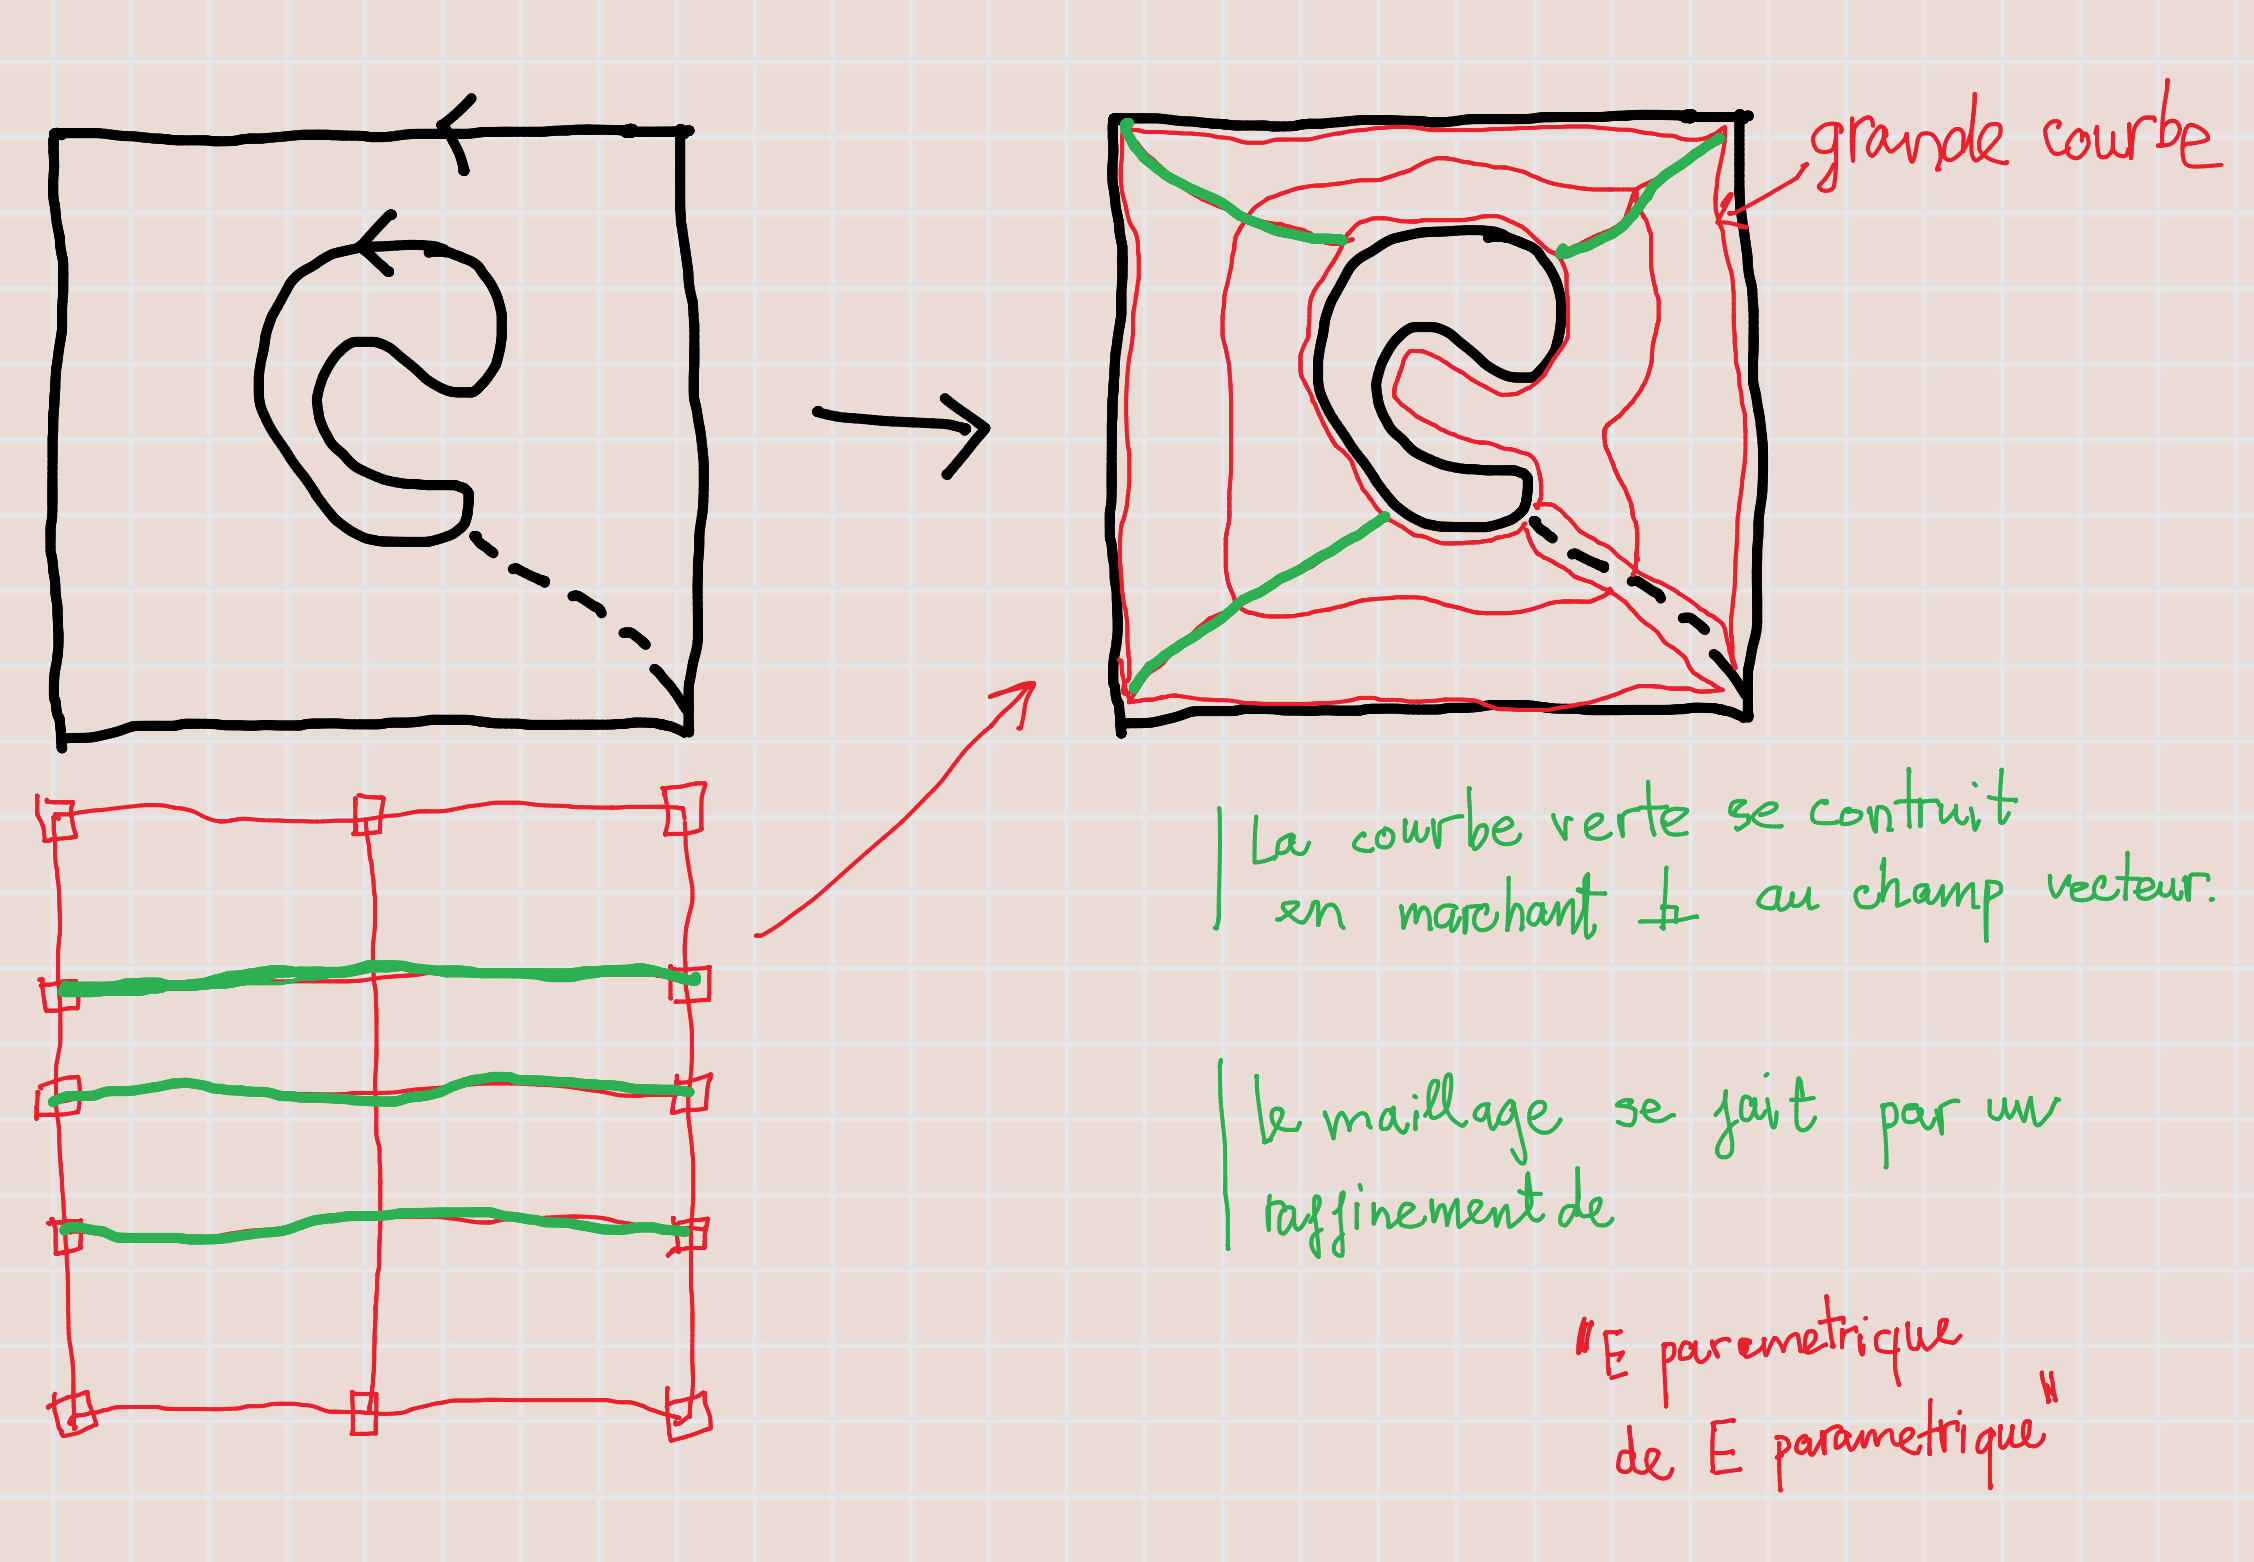 grande courbe
La courbe verte se contruit
en marchant ⊥ au champ vecteur.
Le maillage se fait par un
raffinement de
"E parametrique
de E parametrique"